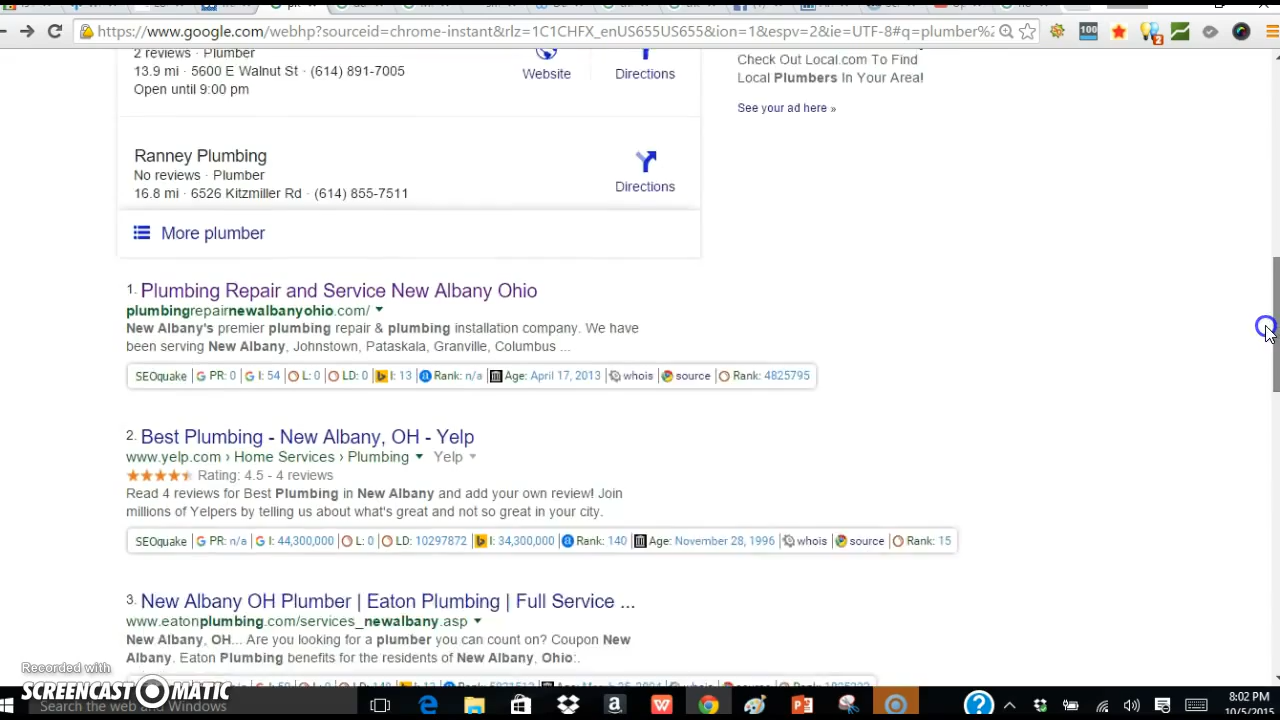 https://www.google.com/webhp?sourceid=chrome-instant&rlz=1C1CHFX_enUS655US655&ion=1&espv=2&ie=UTF-8#q=plumber%
100
2
2 reviews · Plumber
13.9 mi · 5600 E Walnut St · (614) 891-7005
Open until 9:00 pm
Website
Directions
Check Out Local.com To Find
Local Plumbers In Your Area!
See your ad here »
Ranney Plumbing
No reviews · Plumber
16.8 mi · 6526 Kitzmiller Rd · (614) 855-7511
Directions
More plumber
1. Plumbing Repair and Service New Albany Ohio
plumbingrepairnewalbanyohio.com/
New Albany's premier plumbing repair & plumbing installation company. We have
been serving New Albany, Johnstown, Pataskala, Granville, Columbus ...
SEOquake PR: 0 I: 54 L: 0 LD: 0 I: 13 Rank: n/a Age: April 17, 2013 whois source Rank: 4825795
2. Best Plumbing - New Albany, OH - Yelp
www.yelp.com › Home Services › Plumbing Yelp
Rating: 4.5 - 4 reviews
Read 4 reviews for Best Plumbing in New Albany and add your own review! Join
millions of Yelpers by telling us about what's great and not so great in your city.
SEOquake PR: n/a I: 44,300,000 L: 0 LD: 10297872 I: 34,300,000 Rank: 140 Age: November 28, 1996 whois source Rank: 15
3. New Albany OH Plumber | Eaton Plumbing | Full Service ...
www.eatonplumbing.com/services_newalbany.asp
New Albany, OH... Are you looking for a plumber you can count on? Coupon New
Albany. Eaton Plumbing benefits for the residents of New Albany, Ohio:.
Recorded with
SCREENCAST-O-MATIC
Search the web and Windows
8:02 PM
10/5/2015